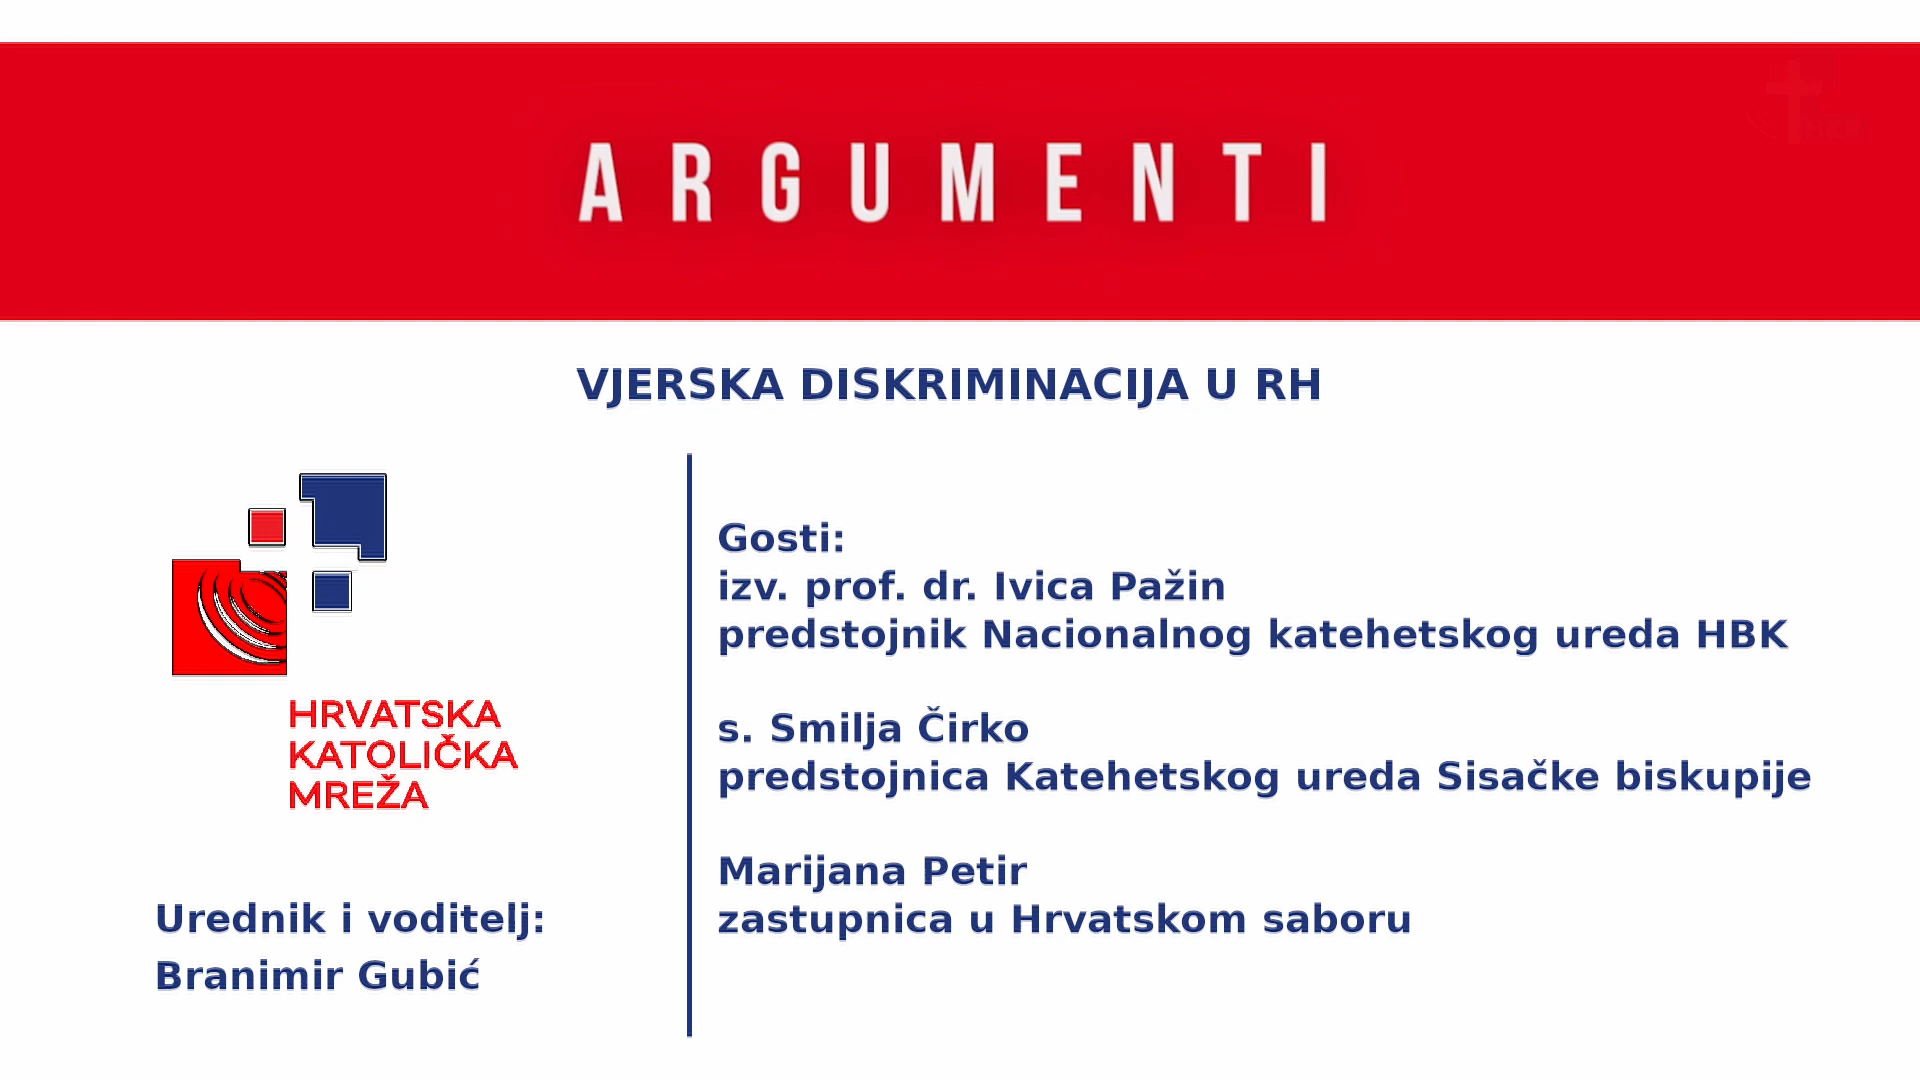 ARGUMENTI
VJERSKA DISKRIMINACIJA U RH
HRVATSKA
KATOLIČKA
MREŽA
Urednik i voditelj:
Branimir Gubić
Gosti:
izv. prof. dr. Ivica Pažin
predstojnik Nacionalnog katehetskog ureda HBK
s. Smilja Čirko
predstojnica Katehetskog ureda Sisačke biskupije
Marijana Petir
zastupnica u Hrvatskom saboru